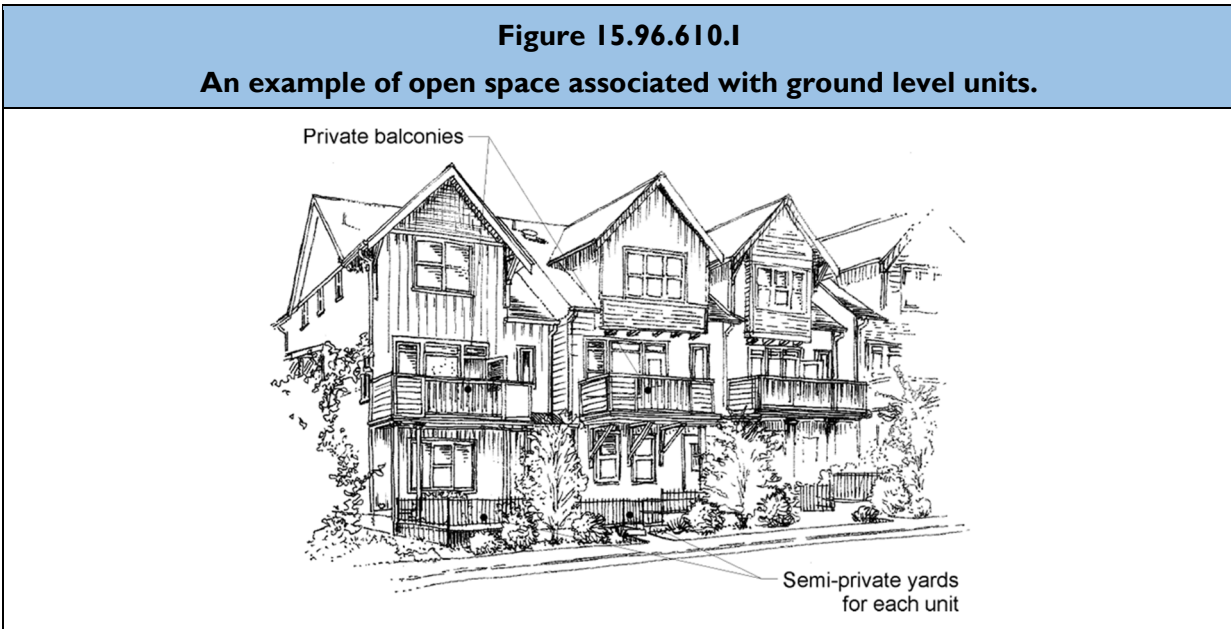 Figure 15.96.610.I
An example of open space associated with ground level units.
Private balconies
Semi-private yards
for each unit